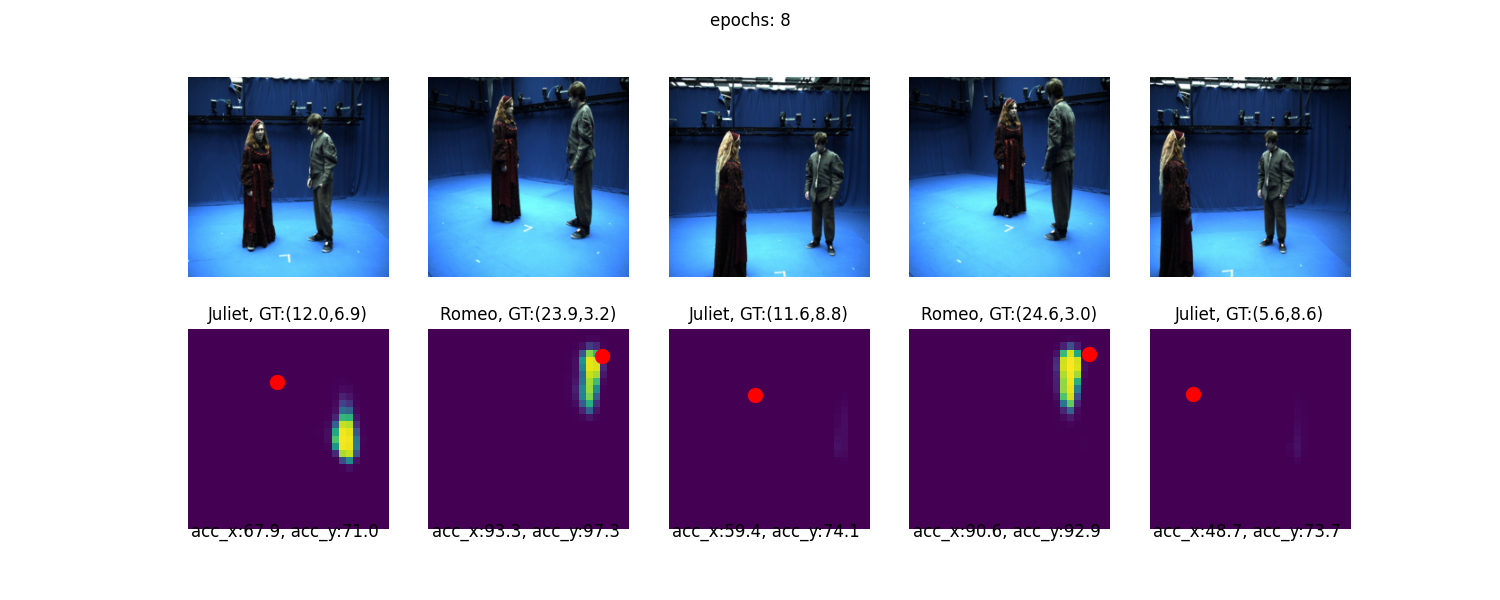 epochs: 8
Juliet, GT:(12.0,6.9)
Romeo, GT:(23.9,3.2)
Juliet, GT:(11.6,8.8)
Romeo, GT:(24.6,3.0)
Juliet, GT:(5.6,8.6)
acc_x:67.9, acc_y:71.0
acc_x:93.3, acc_y:97.3
acc_x:59.4, acc_y:74.1
acc_x:90.6, acc_y:92.9
acc_x:48.7, acc_y:73.7